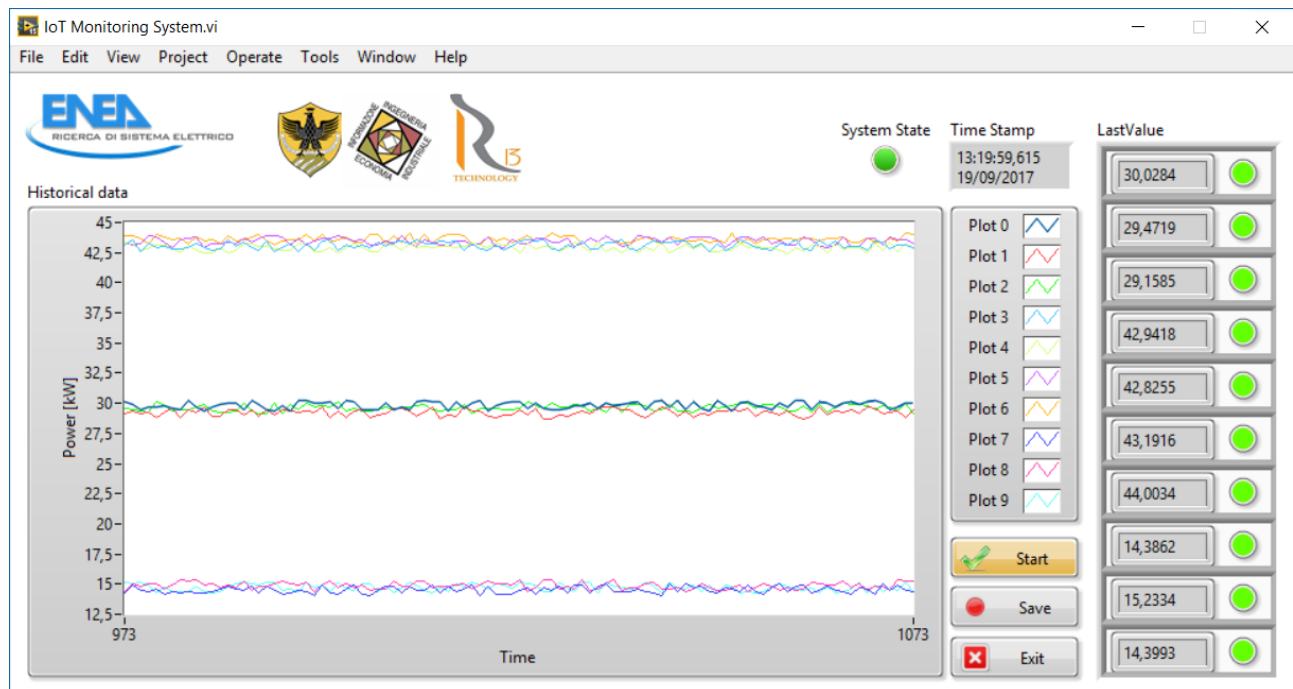 IoT Monitoring System.vi
File Edit View Project Operate Tools Window Help
ENEA
RICERCA DI SISTEMA ELETTRICO
INGEGNERIA INDUSTRIALE
INFORMAZIONE
ECONOMIA
R13
TECHNOLOGY
System State
Time Stamp
13:19:59,615
19/09/2017
LastValue
30,0284
29,4719
29,1585
42,9418
42,8255
43,1916
44,0034
14,3862
15,2334
14,3993
Historical data
Power [kW]
45
42,5
40
37,5
35
32,5
30
27,5
25
22,5
20
17,5
15
12,5
973
1073
Time
Plot 0
Plot 1
Plot 2
Plot 3
Plot 4
Plot 5
Plot 6
Plot 7
Plot 8
Plot 9
Start
Save
Exit